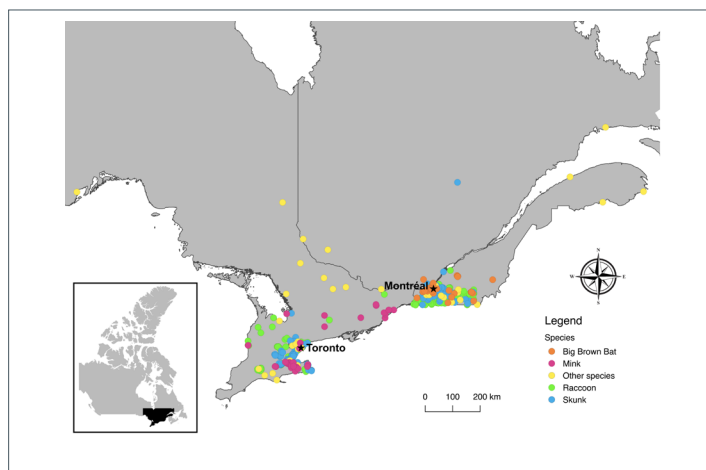 Montréal
Toronto
N
W E
S
Legend
Species
Big Brown Bat
Mink
Other species
Raccoon
Skunk
0 100 200 km